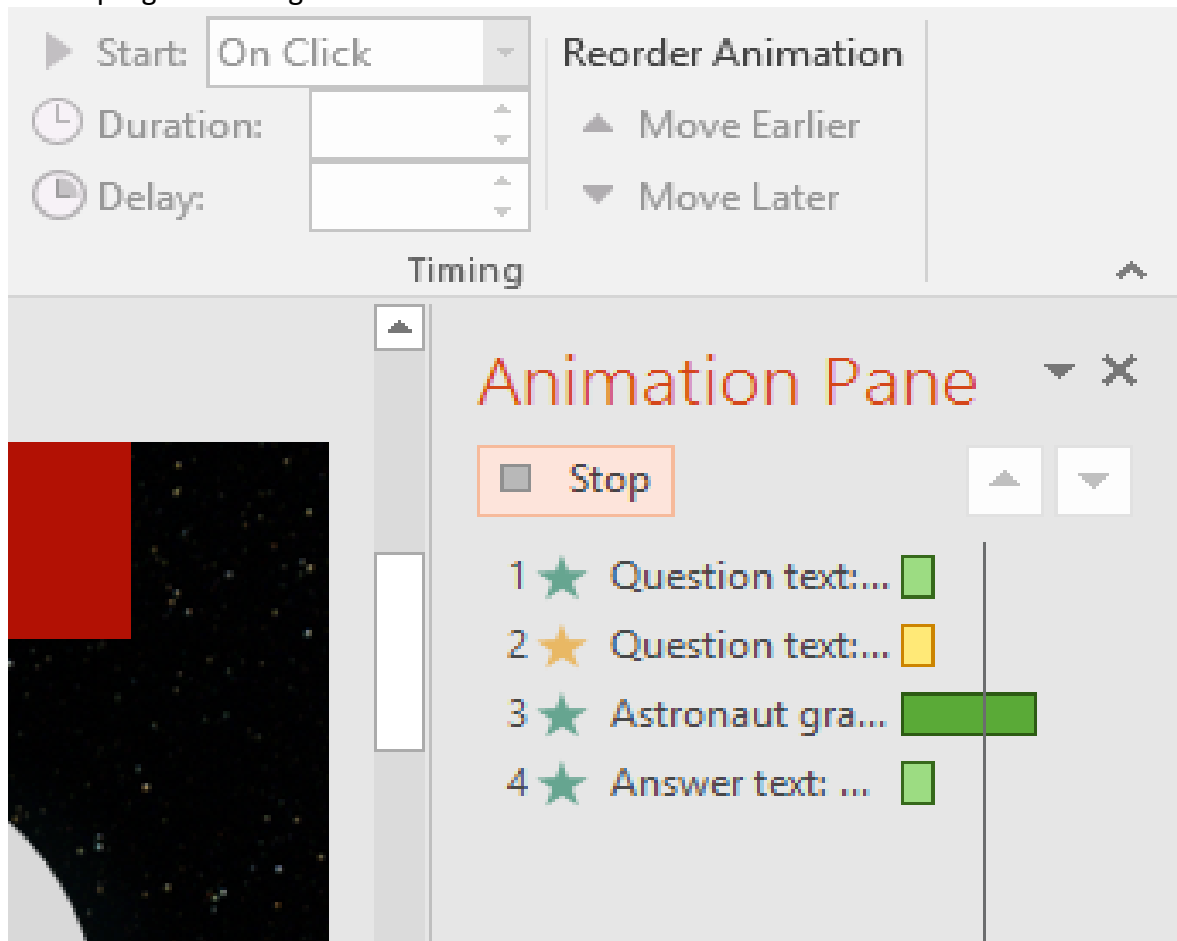 Start: On Click
Duration:
Delay:
Reorder Animation
Move Earlier
Move Later
Timing
Animation Pane
Stop
1 Question text:...
2 Question text:...
3 Astronaut gra...
4 Answer text: ...